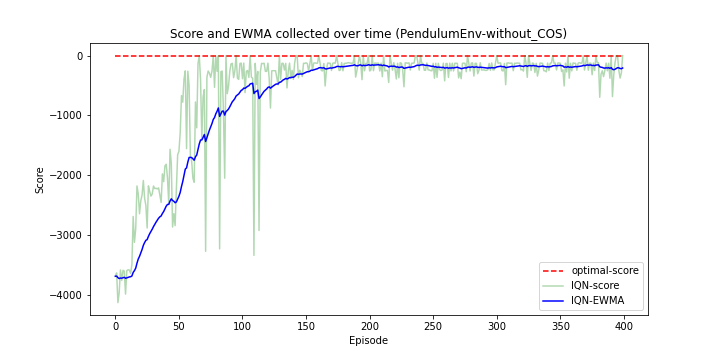 Score and EWMA collected over time (PendulumEnv-without_COS)
0
−1000
−2000
−3000
−4000
Score
0 50 100 150 200 250 300 350 400
Episode
optimal-score
IQN-score
IQN-EWMA